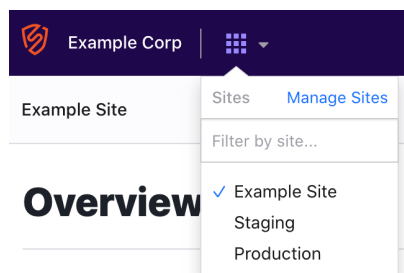 Example Corp
Example Site
Sites Manage Sites
Filter by site...
Overview
✓ Example Site
Staging
Production